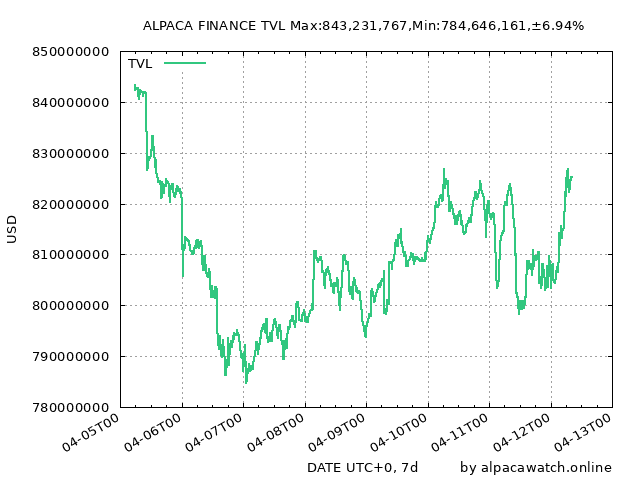 ALPACA FINANCE TVL Max:843,231,767,Min:784,646,161,±6.94%
850000000
TVL
840000000
830000000
820000000
USD
810000000
800000000
790000000
780000000
04-05T00
04-06T00
04-07T00
04-08T00
04-09T00
04-10T00
04-11T00
04-12T00
04-13T00
DATE UTC+0, 7d
by alpacawatch.online